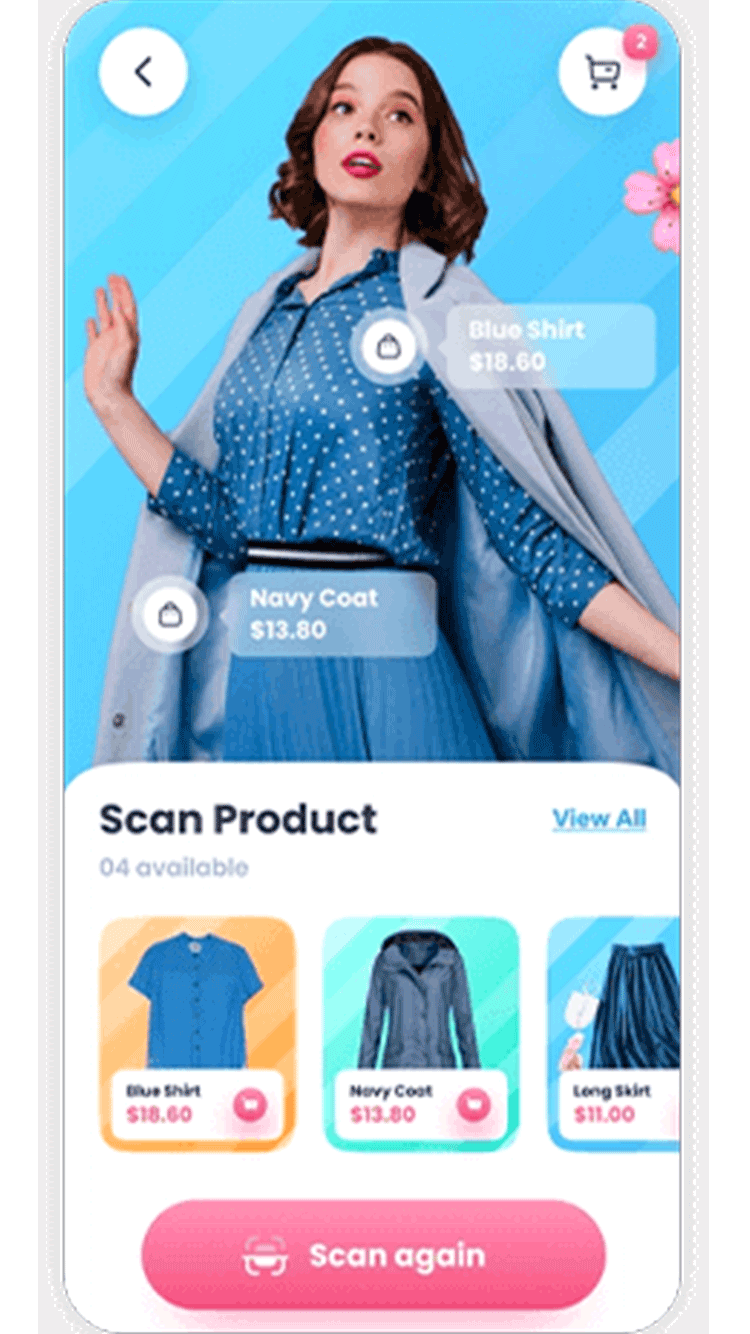 2
Blue Shirt
$18.60
Navy Coat
$13.80
Scan Product
View All
04 available
Blue Shirt
$18.60
Navy Coat
$13.80
Long Skirt
$11.00
Scan again